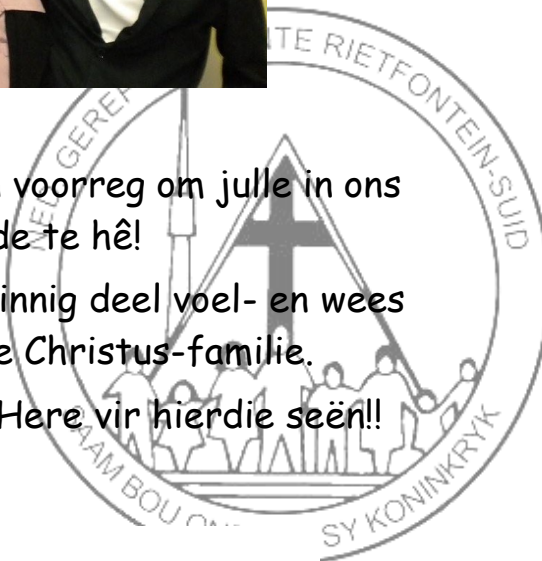 NED GEREF TE RIETFONTEIN-SUID
voorreg om julle in ons
de te hê!
innig deel voel- en wees
e Christus-familie.
Here vir hierdie seën!!
SAAM BOU ON SY KONINKRYK